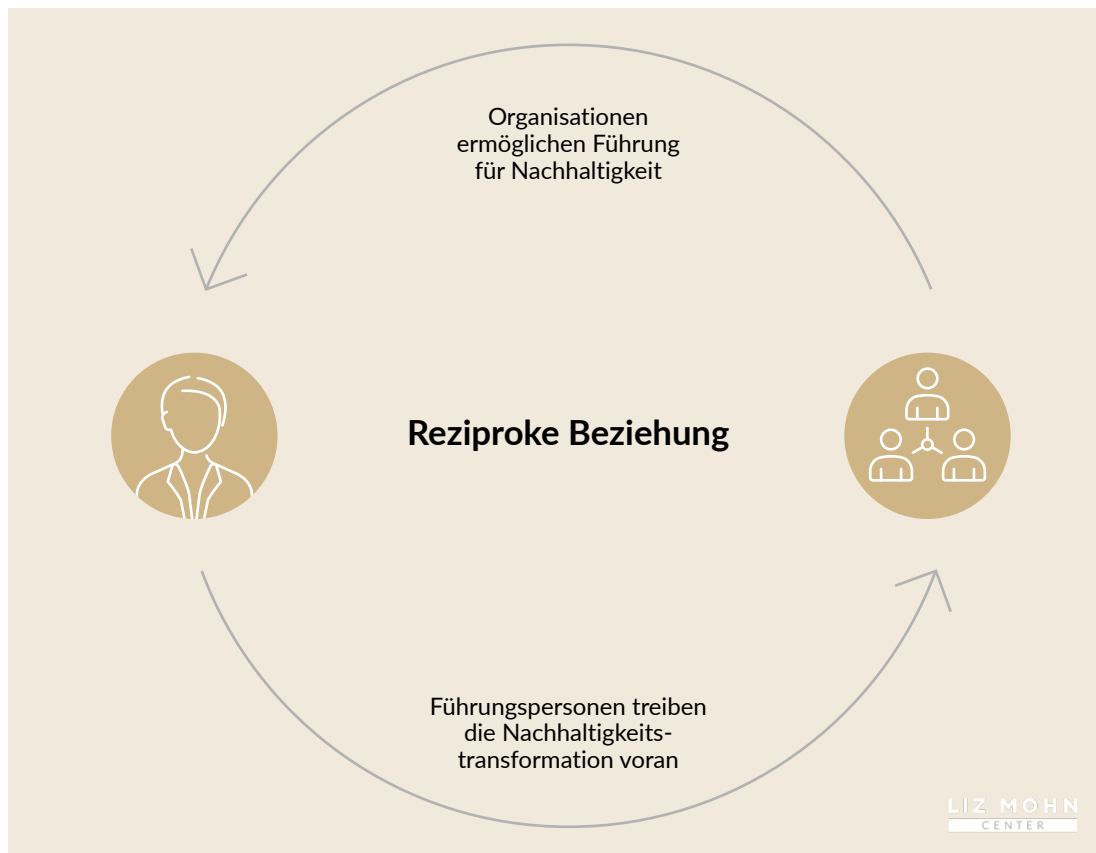 Organisationen
ermöglichen Führung
für Nachhaltigkeit
Reziproke Beziehung
Führungspersonen treiben
die Nachhaltigkeits-
transformation voran
LIZ MOHN
CENTER